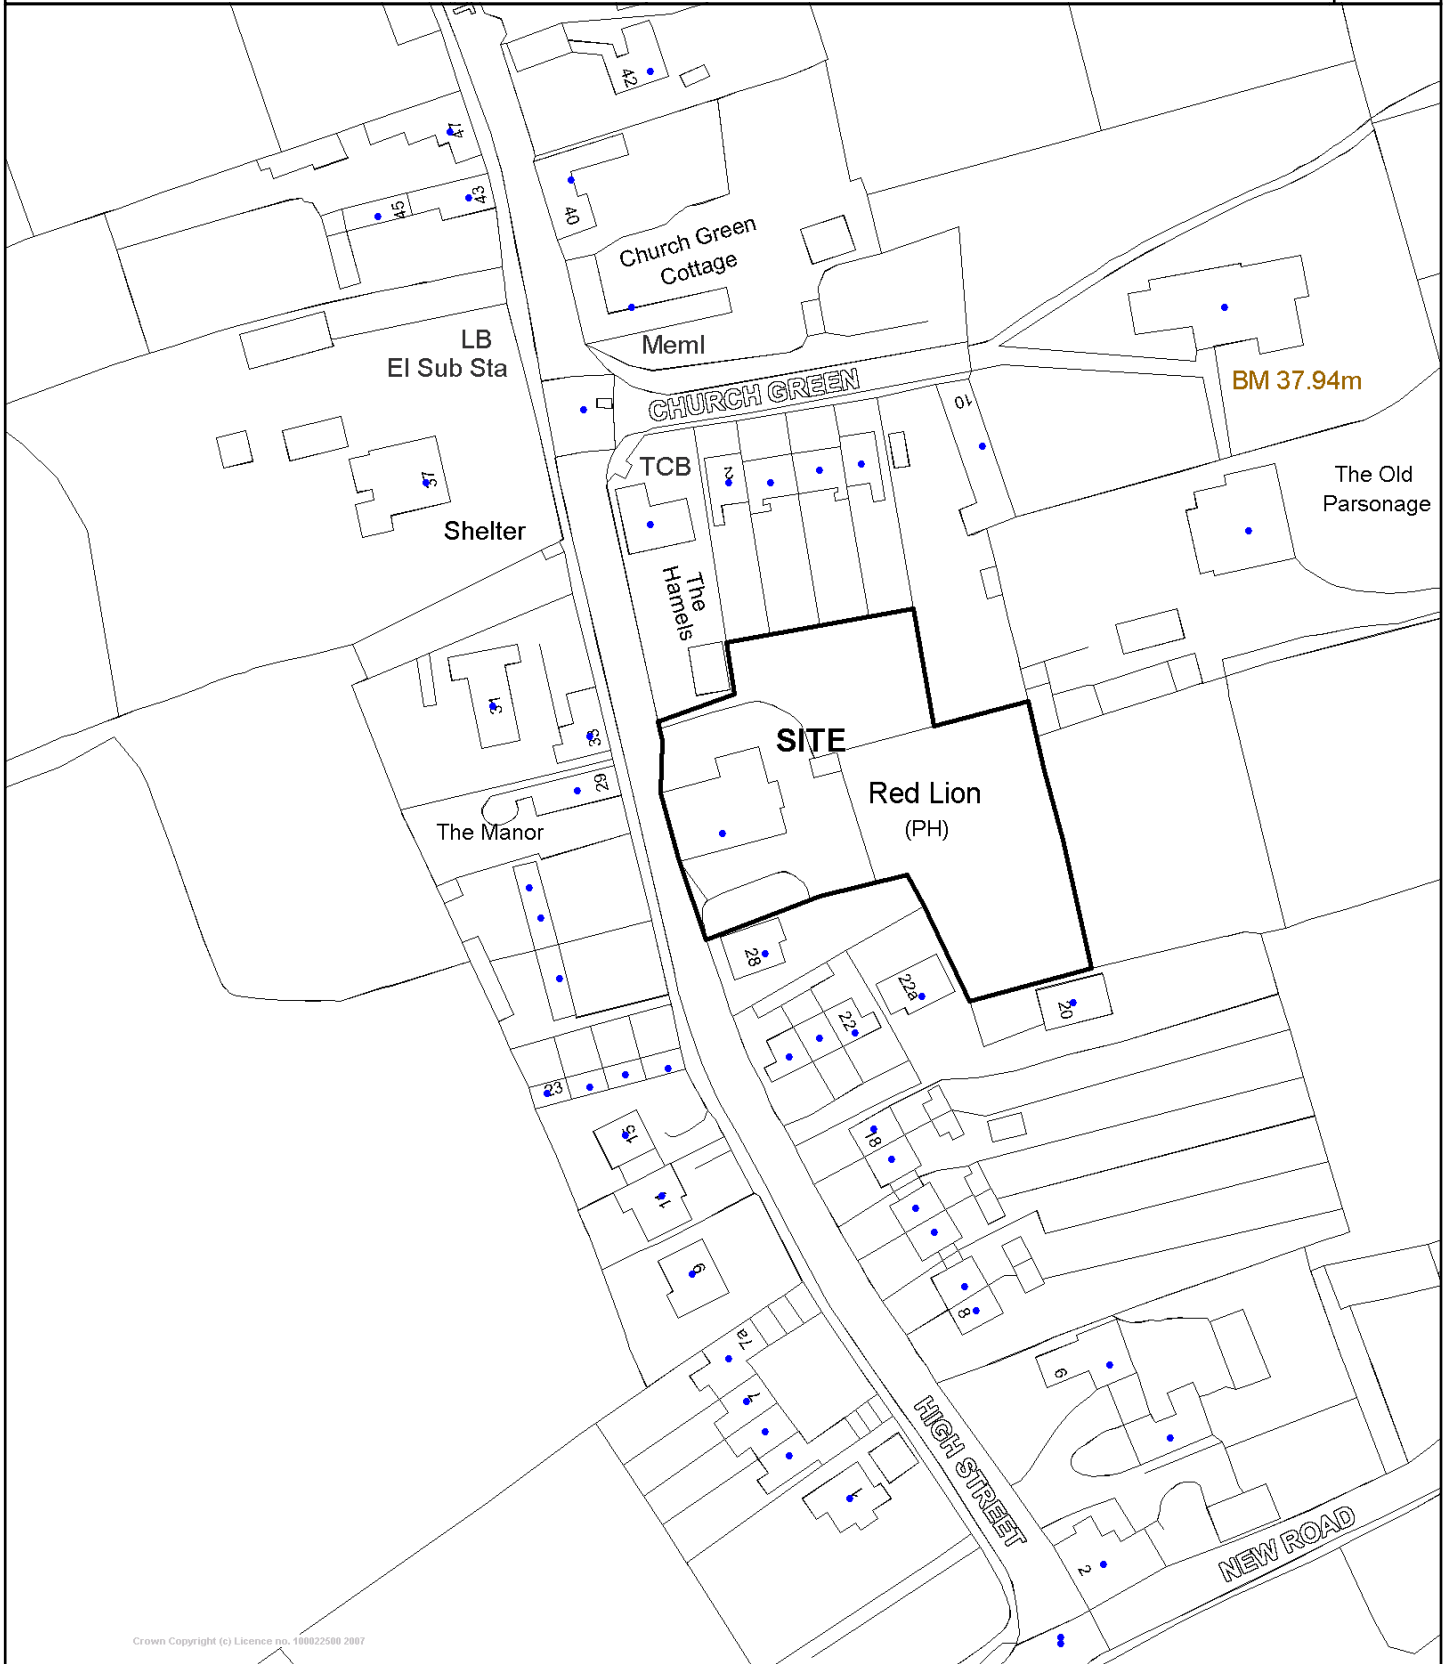 42
47
43
45
40
Church Green
Cottage
LB
El Sub Sta
Meml
CHURCH GREEN
BM 37.94m
10
TCB
2
37
The Old
Parsonage
Shelter
The
Hamels
31
33
SITE
29
Red Lion
(PH)
The Manor
28
22a
20
22
23
15
18
11
9
8
7a
6
7
HIGH STREET
1
2
NEW ROAD
Crown Copyright (c) Licence no. 100022500 2007